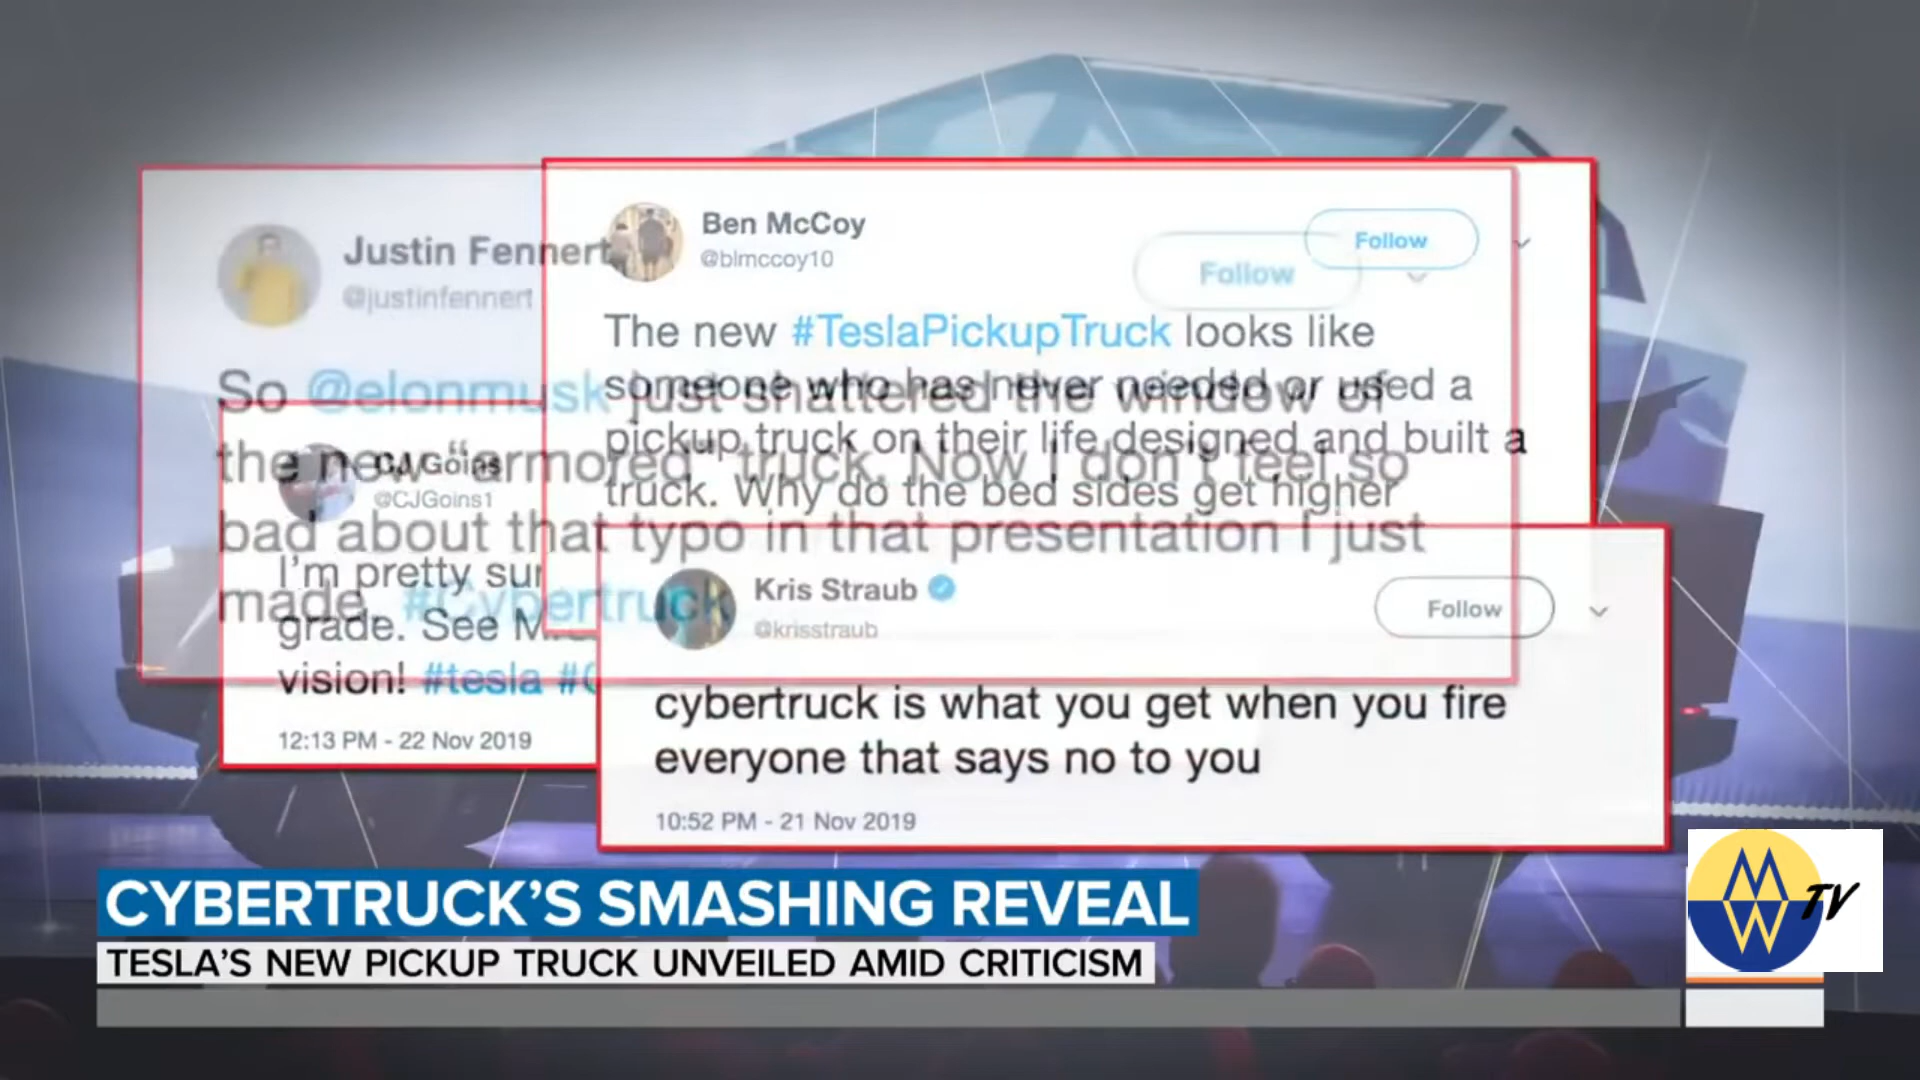 Justin Fennert
@justinfennert
So @elonmusk just shattered the window of
the new “armored” truck. Now I don’t feel so
bad about that typo in that presentation I just
made. #Cybertruck
Ben McCoy
@blmccoy10
Follow
Follow
The new #TeslaPickupTruck looks like
someone who has never needed or used a
pickup truck on their life designed and built a
truck. Why do the bed sides get higher
CJ Goins
@CJGoins1
I’m pretty sur
grade. See M
vision! #tesla #C
12:13 PM - 22 Nov 2019
Kris Straub
@krisstraub
Follow
cybertruck is what you get when you fire
everyone that says no to you
10:52 PM - 21 Nov 2019
CYBERTRUCK’S SMASHING REVEAL
TESLA’S NEW PICKUP TRUCK UNVEILED AMID CRITICISM
MW TV